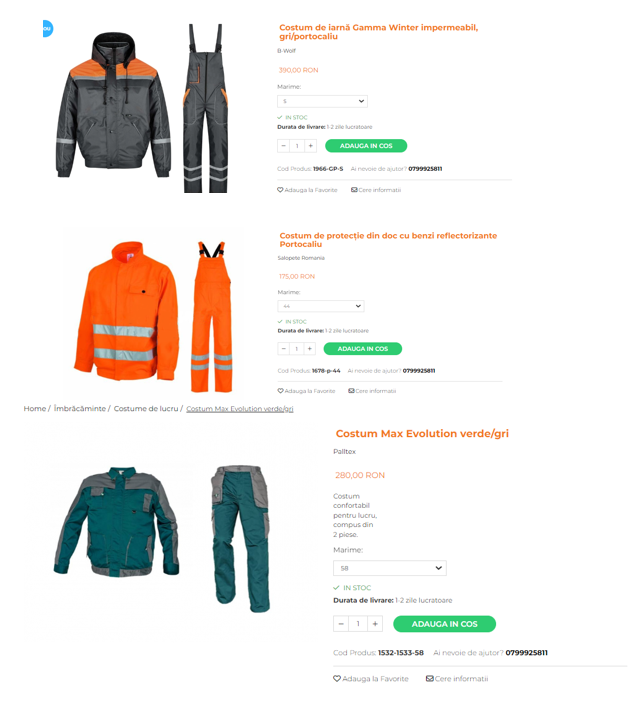 ou
Costum de iarnă Gamma Winter impermeabil,
gri/portocaliu
B-Wolf
390,00 RON
Marime:
S
IN STOC
Durata de livrare: 1-2 zile lucratoare
− 1 +
ADAUGA IN COS
Cod Produs: 1966-GP-S Ai nevoie de ajutor? 0799925811
Adauga la Favorite Cere informatii
Costum de protecție din doc cu benzi reflectorizante
Portocaliu
Salopete Romania
175,00 RON
Marime:
44
IN STOC
Durata de livrare: 1-2 zile lucratoare
− 1 +
ADAUGA IN COS
Cod Produs: 1678-p-44 Ai nevoie de ajutor? 0799925811
Adauga la Favorite Cere informatii
Home / Îmbrăcăminte / Costume de lucru / Costum Max Evolution verde/gri
Costum Max Evolution verde/gri
Palltex
280,00 RON
Costum
confortabil
pentru lucru,
compus din
2 piese.
Marime:
58
IN STOC
Durata de livrare: 1-2 zile lucratoare
− 1 +
ADAUGA IN COS
Cod Produs: 1532-1533-58 Ai nevoie de ajutor? 0799925811
Adauga la Favorite Cere informatii